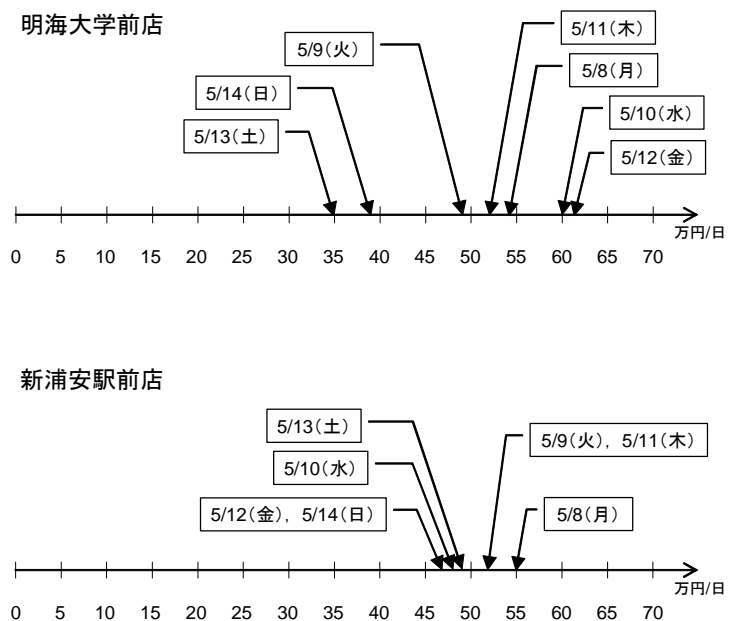 明海大学前店
5/11(木)
5/9(火)
5/8(月)
5/14(日)
5/10(水)
5/13(土)
5/12(金)
万円/日
0 5 10 15 20 25 30 35 40 45 50 55 60 65 70
新浦安駅前店
5/13(土)
5/9(火), 5/11(木)
5/10(水)
5/12(金), 5/14(日)
5/8(月)
万円/日
0 5 10 15 20 25 30 35 40 45 50 55 60 65 70